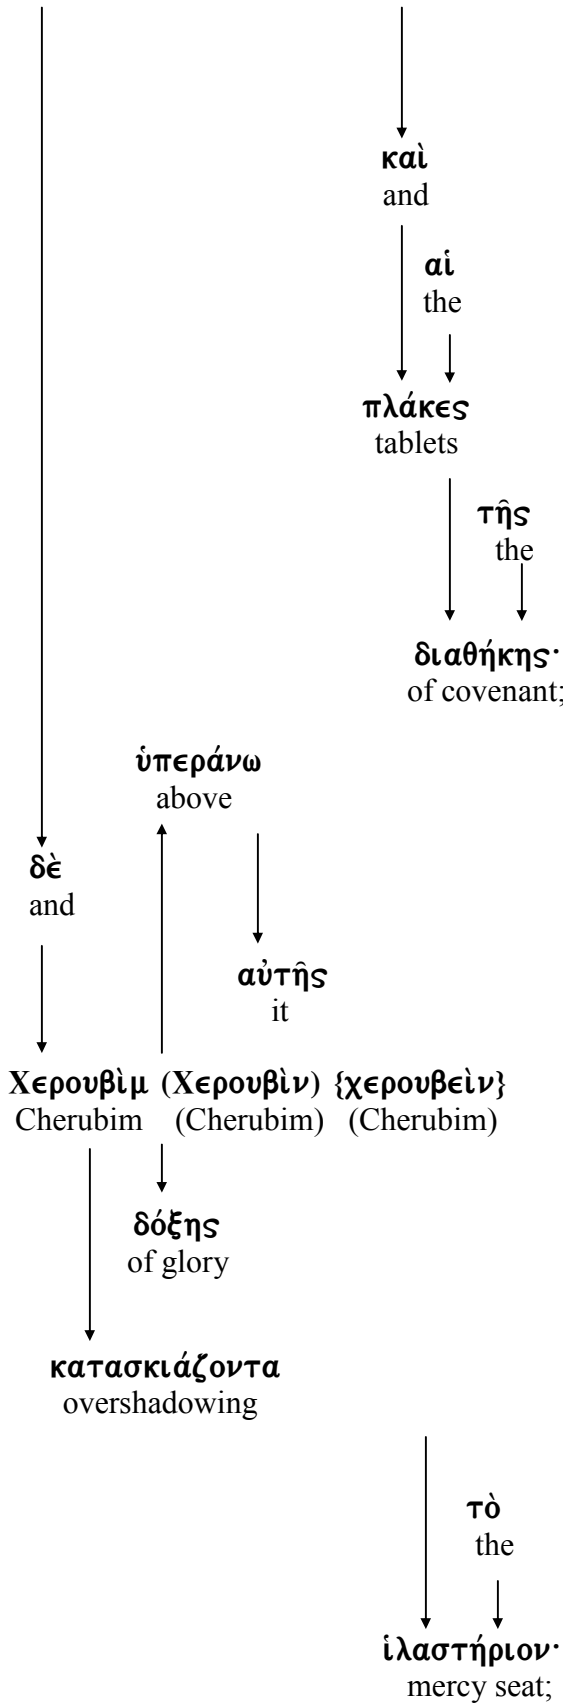 καὶ
and
αἱ
the
πλάκες
tablets
τῆς
the
διαθήκης·
of covenant;
ὑπεράνω
above
δὲ
and
αὐτῆς
it
Χερουβὶμ (Χερουβὶν) {χερουβεὶν}
Cherubim (Cherubim) (Cherubim)
δόξης
of glory
κατασκιάζοντα
overshadowing
τὸ
the
ἱλαστήριον·
mercy seat;